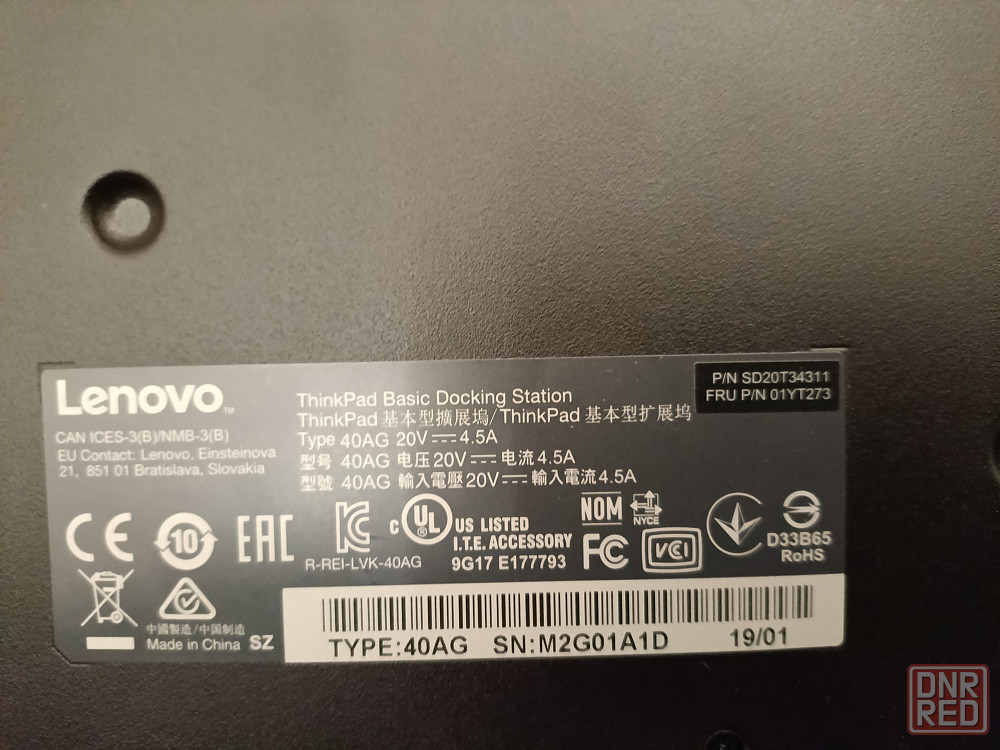 Lenovo™
CAN ICES-3(B)/NMB-3(B)
EU Contact: Lenovo, Einsteinova
21, 851 01 Bratislava, Slovakia
ThinkPad Basic Docking Station
ThinkPad 基本型擴展塢/ThinkPad 基本型扩展坞
Type 40AG 20V⎓4.5A
型号 40AG 电压20V⎓电流4.5A
型號 40AG 輸入電壓20V⎓輸入電流4.5A
P/N SD20T34311
FRU P/N 01YT273
CE
10
EAC
R-REI-LVK-40AG
C UL US LISTED
I.T.E. ACCESSORY
9G17 E177793
NOM
NYCE
FC
VCI
D33B65
RoHS
中國製造/中国制造
Made in China SZ
TYPE:40AG SN:M2G01A1D 19/01
DNR
RED